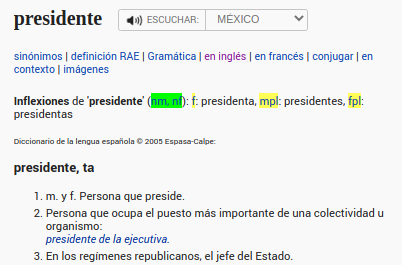 presidente
ESCUCHAR:
MÉXICO
sinónimos | definición RAE | Gramática | en inglés | en francés | conjugar | en
contexto | imágenes
Inflexiones de 'presidente' (nm, nf): f: presidenta, mpl: presidentes, fpl:
presidentas
Diccionario de la lengua española © 2005 Espasa-Calpe:
presidente, ta
1. m. y f. Persona que preside.
2. Persona que ocupa el puesto más importante de una colectividad u
organismo:
presidente de la ejecutiva.
3. En los regímenes republicanos, el jefe del Estado.